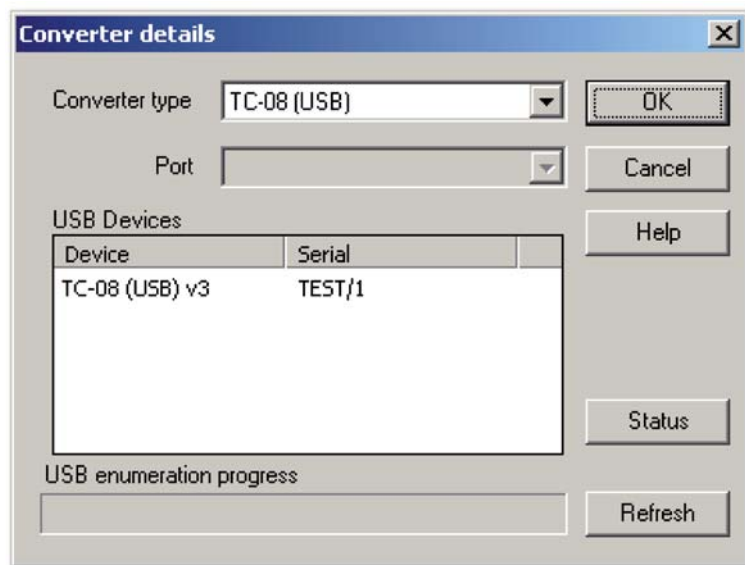 Converter details
Converter type TC-08 (USB) OK
Port Cancel
USB Devices Help
Device Serial
TC-08 (USB) v3 TEST/1
Status
USB enumeration progress
Refresh